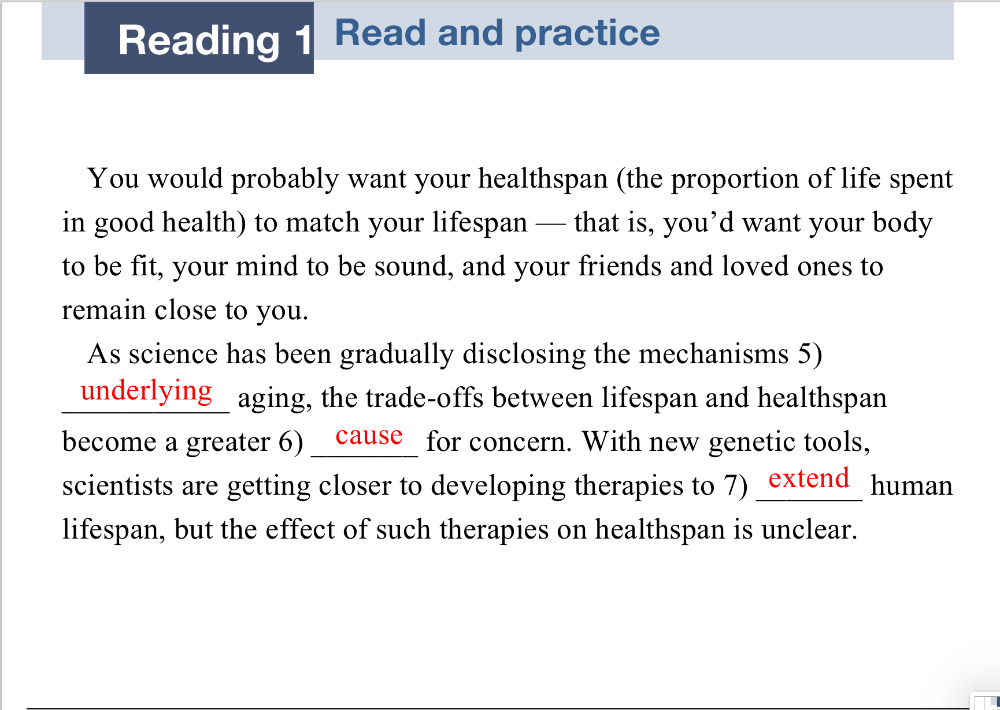 Reading 1
Read and practice
You would probably want your healthspan (the proportion of life spent
in good health) to match your lifespan — that is, you’d want your body
to be fit, your mind to be sound, and your friends and loved ones to
remain close to you.
As science has been gradually disclosing the mechanisms 5)
underlying aging, the trade-offs between lifespan and healthspan
become a greater 6) cause for concern. With new genetic tools,
scientists are getting closer to developing therapies to 7) extend human
lifespan, but the effect of such therapies on healthspan is unclear.